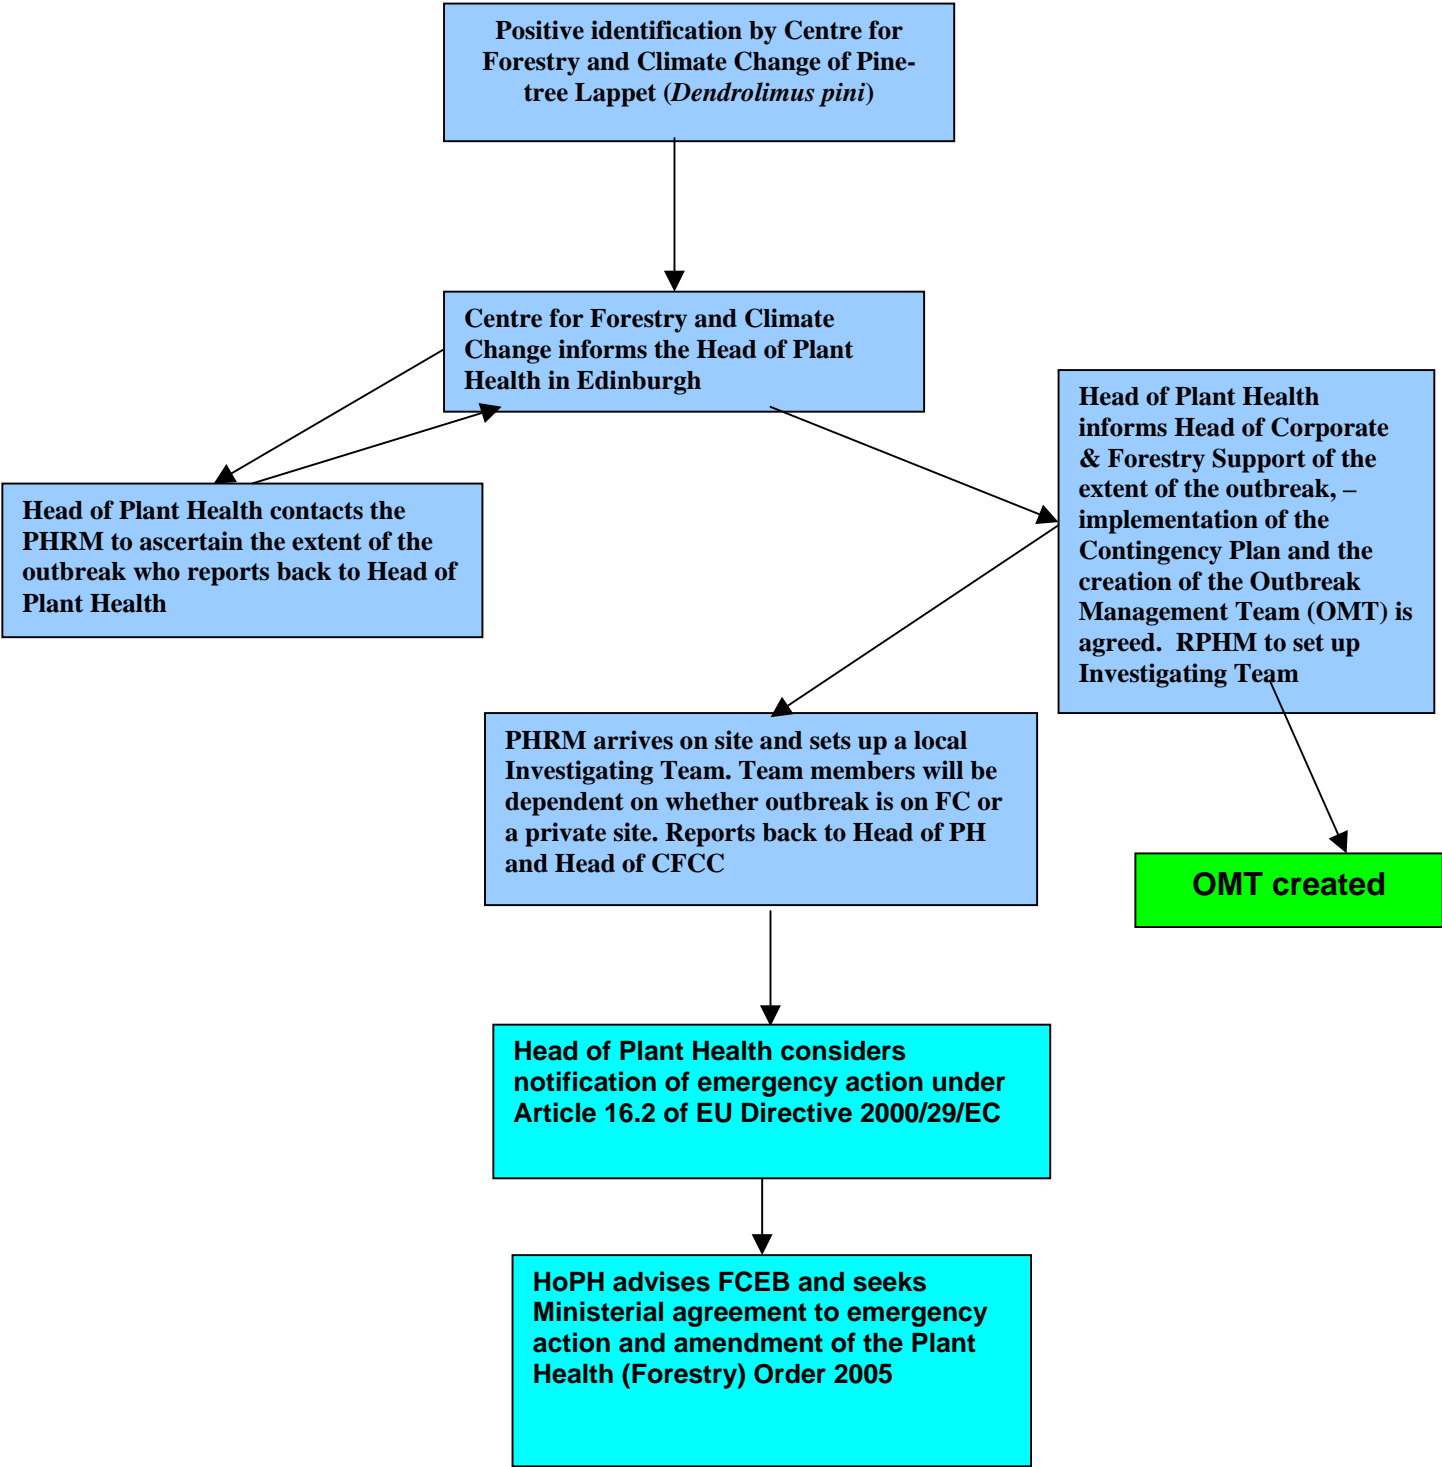 Positive identification by Centre for
Forestry and Climate Change of Pine-
tree Lappet (Dendrolimus pini)
Centre for Forestry and Climate
Change informs the Head of Plant
Health in Edinburgh
Head of Plant Health contacts the
PHRM to ascertain the extent of the
outbreak who reports back to Head of
Plant Health
Head of Plant Health
informs Head of Corporate
& Forestry Support of the
extent of the outbreak, –
implementation of the
Contingency Plan and the
creation of the Outbreak
Management Team (OMT) is
agreed.  RPHM to set up
Investigating Team
PHRM arrives on site and sets up a local
Investigating Team. Team members will be
dependent on whether outbreak is on FC or
a private site. Reports back to Head of PH
and Head of CFCC
OMT created
Head of Plant Health considers
notification of emergency action under
Article 16.2 of EU Directive 2000/29/EC
HoPH advises FCEB and seeks
Ministerial agreement to emergency
action and amendment of the Plant
Health (Forestry) Order 2005